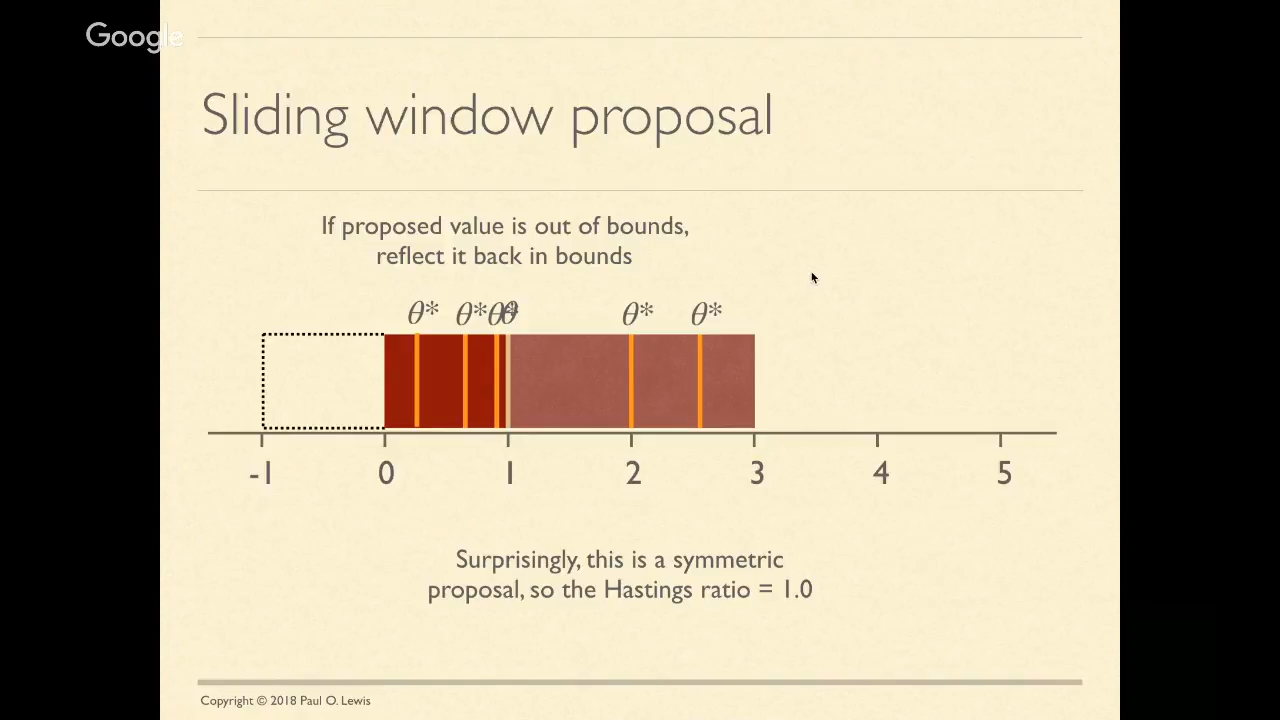 Google
Sliding window proposal
If proposed value is out of bounds,
reflect it back in bounds
θ* θ* θ* θ θ* θ*
-1 0 1 2 3 4 5
Surprisingly, this is a symmetric
proposal, so the Hastings ratio = 1.0
Copyright © 2018 Paul O. Lewis